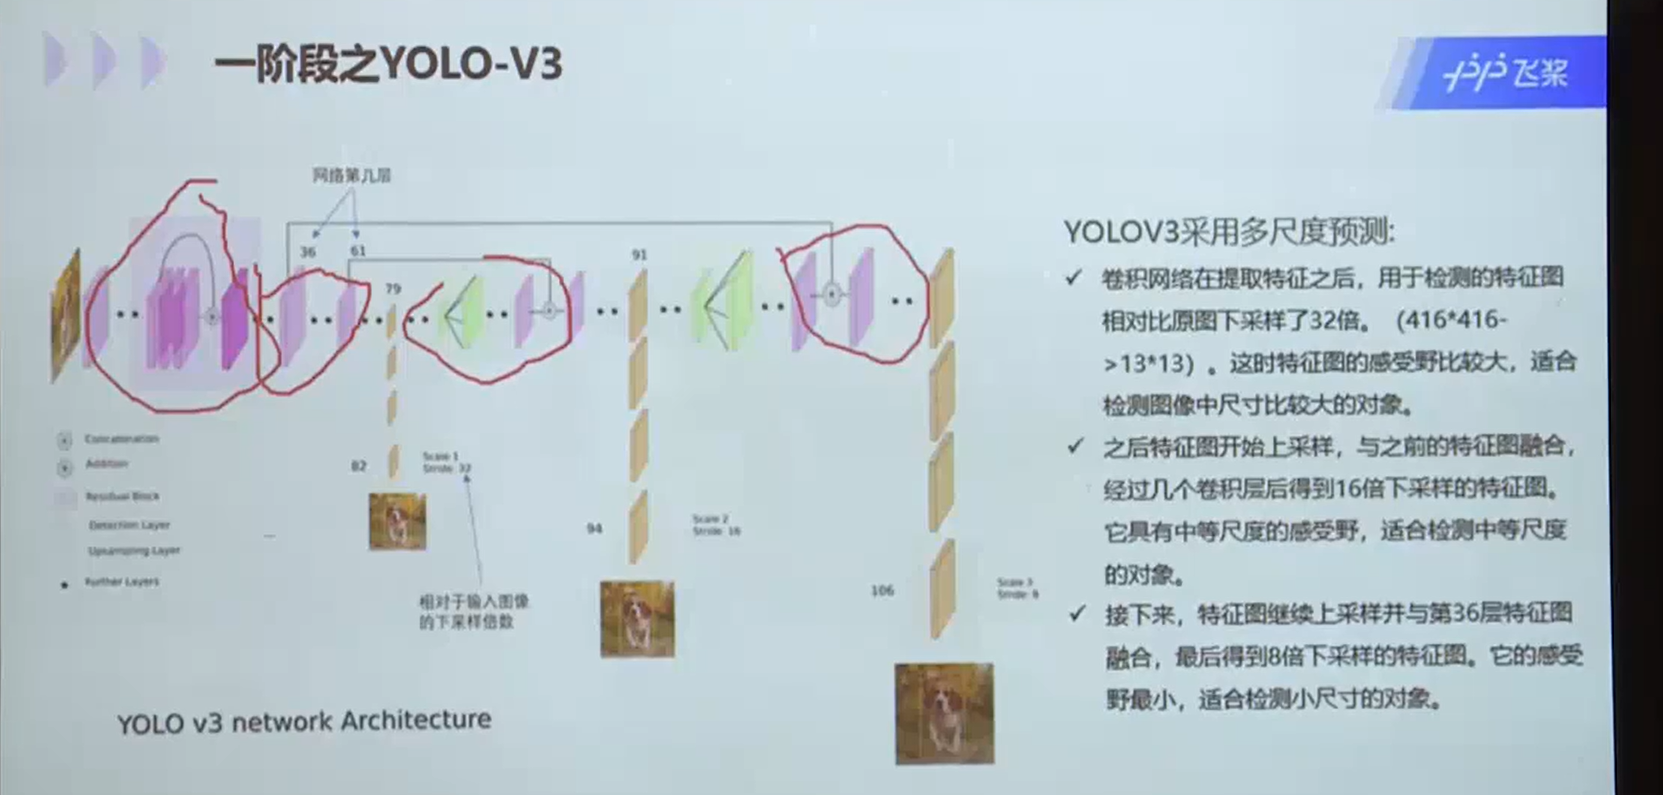 一阶段之YOLO-V3
飞桨
网络第几层
36
61
79
91
YOLOV3采用多尺度预测:
✓ 卷积网络在提取特征之后，用于检测的特征图
相对比原图下采样了32倍。（416*416-
>13*13）。这时特征图的感受野比较大，适合
检测图像中尺寸比较大的对象。
✓ 之后特征图开始上采样，与之前的特征图融合，
经过几个卷积层后得到16倍下采样的特征图。
它具有中等尺度的感受野，适合检测中等尺度
的对象。
✓ 接下来，特征图继续上采样并与第36层特征图
融合，最后得到8倍下采样的特征图。它的感受
野最小，适合检测小尺寸的对象。
Concatenation
Addition
Residual Block
Detection Layer
Upsampling Layer
Further Layers
82
Scale 1
Stride: 32
94
Scale 2
Stride: 16
106
Scale 3
Stride: 8
相对于输入图像
的下采样倍数
YOLO v3 network Architecture